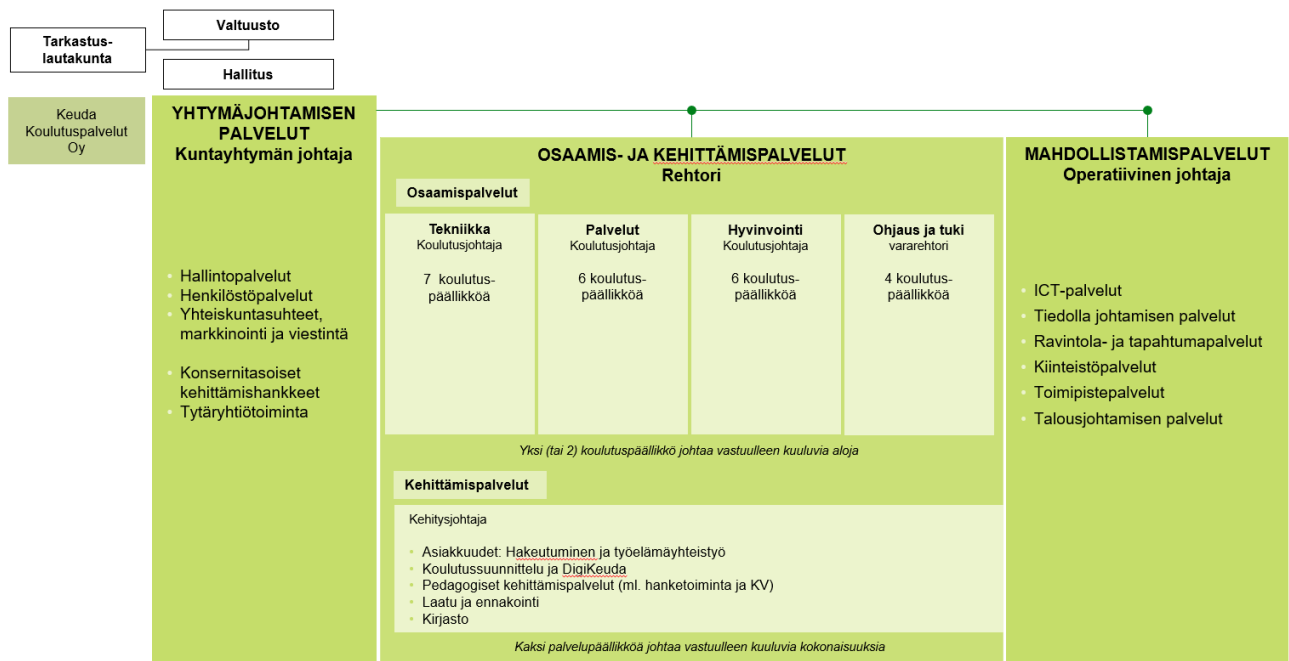 Valtuusto
Tarkastus-
lautakunta
Hallitus
Keuda
Koulutuspalvelut
Oy
YHTYMÄJOHTAMISEN
PALVELUT
Kuntayhtymän johtaja
Hallintopalvelut
Henkilöstöpalvelut
Yhteiskuntasuhteet,
markkinointi ja viestintä
Konsernitasoiset
kehittämishankkeet
Tytäryhtiötoiminta
OSAAMIS- JA KEHITTÄMISPALVELUT
Rehtori
Osaamispalvelut
Tekniikka
Koulutusjohtaja
7 koulutus-
päällikköä
Palvelut
Koulutusjohtaja
6 koulutus-
päällikköä
Hyvinvointi
Koulutusjohtaja
6 koulutus-
päällikköä
Ohjaus ja tuki
vararehtori
4 koulutus-
päällikköä
Yksi (tai 2) koulutuspäällikkö johtaa vastuulleen kuuluvia aloja
Kehittämispalvelut
Kehitysjohtaja
Asiakkuudet: Hakeutuminen ja työelämäyhteistyö
Koulutussuunnittelu ja DigiKeuda
Pedagogiset kehittämispalvelut (ml. hanketoiminta ja KV)
Laatu ja ennakointi
Kirjasto
Kaksi palvelupäällikköä johtaa vastuulleen kuuluvia kokonaisuuksia
MAHDOLLISTAMISPALVELUT
Operatiivinen johtaja
ICT-palvelut
Tiedolla johtamisen palvelut
Ravintola- ja tapahtumapalvelut
Kiinteistöpalvelut
Toimipistepalvelut
Talousjohtamisen palvelut